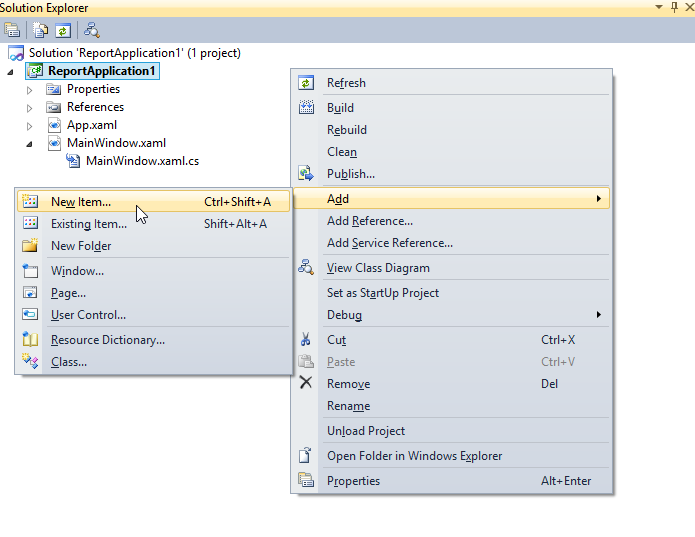 Solution Explorer
Solution 'ReportApplication1' (1 project)
ReportApplication1
Properties
References
App.xaml
MainWindow.xaml
MainWindow.xaml.cs
New Item... Ctrl+Shift+A
Existing Item... Shift+Alt+A
New Folder
Window...
Page...
User Control...
Resource Dictionary...
Class...
Refresh
Build
Rebuild
Clean
Publish...
Add
Add Reference...
Add Service Reference...
View Class Diagram
Set as StartUp Project
Debug
Cut Ctrl+X
Paste Ctrl+V
Remove Del
Rename
Unload Project
Open Folder in Windows Explorer
Properties Alt+Enter